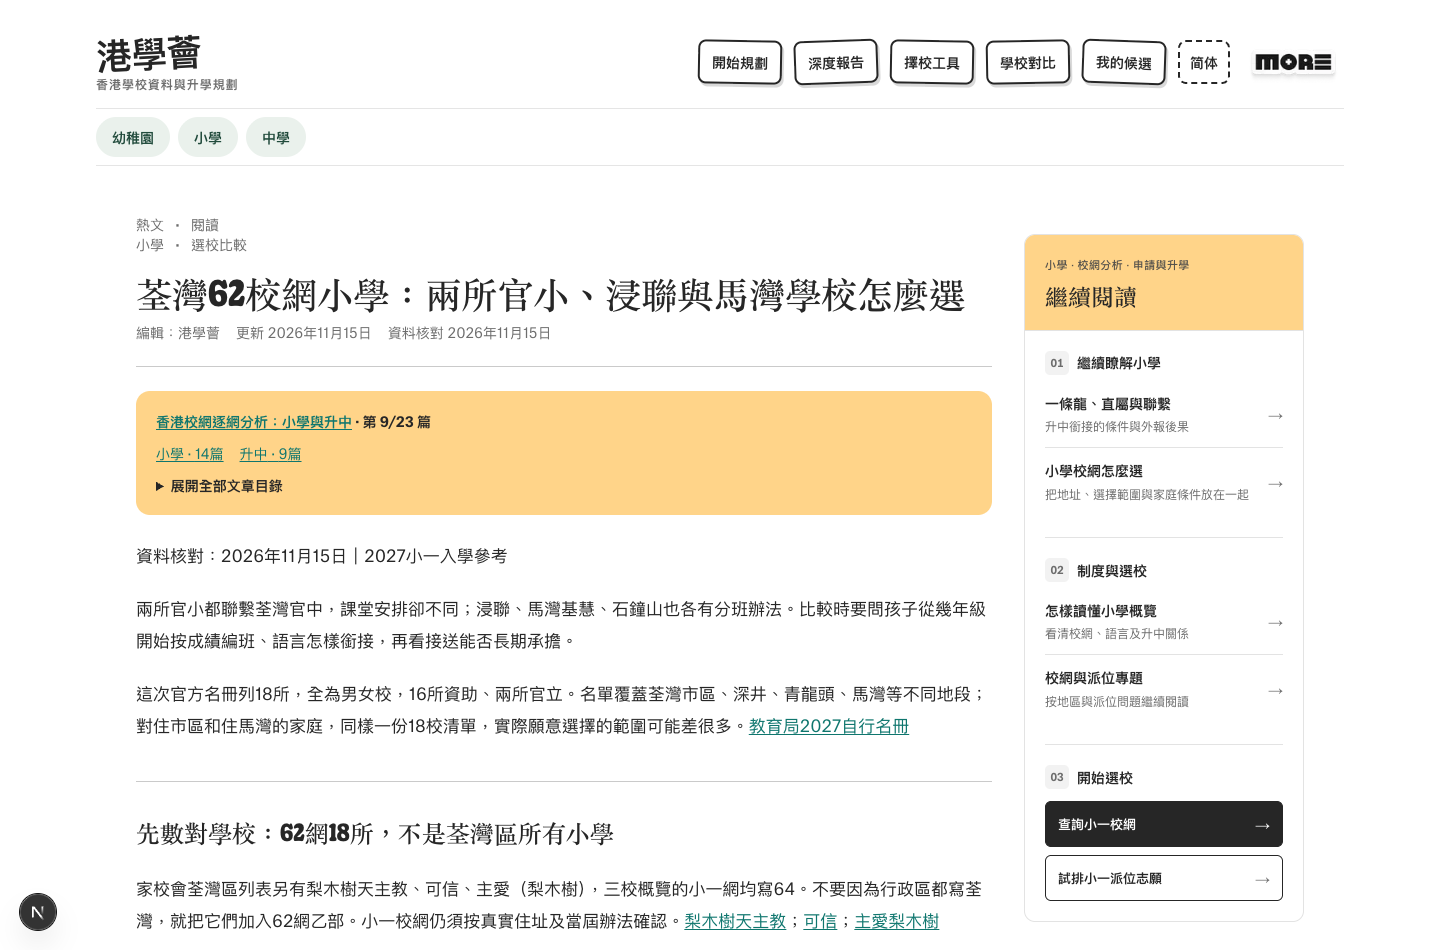 港學薈
香港學校資料與升學規劃
開始規劃
深度報告
擇校工具
學校對比
我的候選
简体
MORE
幼稚園
小學
中學
熱文 · 閱讀
小學 · 選校比較
荃灣62校網小學：兩所官小、浸聯與馬灣學校怎麼選
編輯：港學薈 更新 2026年11月15日 資料核對 2026年11月15日
香港校網逐網分析：小學與升中 · 第 9/23 篇
小學 · 14篇 升中 · 9篇
▶ 展開全部文章目錄
資料核對：2026年11月15日｜2027小一入學參考
兩所官小都聯繫荃灣官中，課堂安排卻不同；浸聯、馬灣基慧、石鐘山也各有分班辦法。比較時要問孩子從幾年級
開始按成績編班、語言怎樣銜接，再看接送能否長期承擔。
這次官方名冊列18所，全為男女校，16所資助、兩所官立。名單覆蓋荃灣市區、深井、青龍頭、馬灣等不同地段；
對住市區和住馬灣的家庭，同樣一份18校清單，實際願意選擇的範圍可能差很多。教育局2027自行名冊
先數對學校：62網18所，不是荃灣區所有小學
家校會荃灣區列表另有梨木樹天主教、可信、主愛（梨木樹），三校概覽的小一網均寫64。不要因為行政區都寫荃
灣，就把它們加入62網乙部。小一校網仍須按真實住址及當屆辦法確認。梨木樹天主教；可信；主愛梨木樹
小學 · 校網分析 · 申請與升學
繼續閱讀
01 繼續瞭解小學
一條龍、直屬與聯繫
升中銜接的條件與外報後果
→
小學校網怎麼選
把地址、選擇範圍與家庭條件放在一起
→
02 制度與選校
怎樣讀懂小學概覽
看清校網、語言及升中關係
→
校網與派位專題
按地區與派位問題繼續閱讀
→
03 開始選校
查詢小一校網 →
試排小一派位志願 →
N